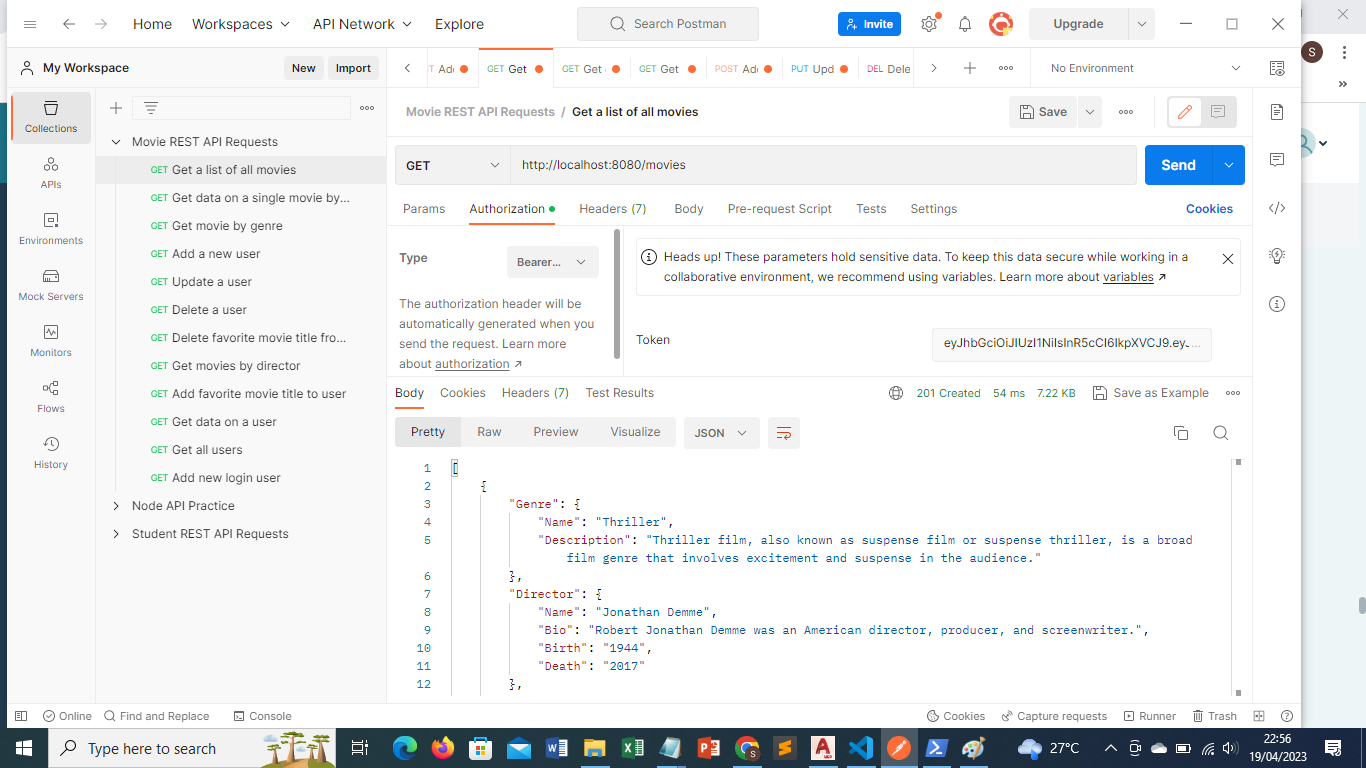 Home Workspaces API Network Explore Search Postman Invite Upgrade
S
My Workspace New Import
GET Get GET Get GET Get POST Ad PUT Upd DEL Dele No Environment
Collections
APIs
Environments
Mock Servers
Monitors
Flows
History
Movie REST API Requests
GET Get a list of all movies
GET Get data on a single movie by...
GET Get movie by genre
GET Add a new user
GET Update a user
GET Delete a user
GET Delete favorite movie title fro...
GET Get movies by director
GET Add favorite movie title to user
GET Get data on a user
GET Get all users
GET Add new login user
Node API Practice
Student REST API Requests
Movie REST API Requests / Get a list of all movies Save
GET http://localhost:8080/movies Send
Params Authorization Headers (7) Body Pre-request Script Tests Settings Cookies
Type Bearer...
The authorization header will be
automatically generated when you
send the request. Learn more
about authorization ↗
Heads up! These parameters hold sensitive data. To keep this data secure while working in a
collaborative environment, we recommend using variables. Learn more about variables ↗
Token
Body Cookies Headers (7) Test Results 201 Created 54 ms 7.22 KB Save as Example
Pretty Raw Preview Visualize JSON
1 [
2 {
3 "Genre": {
4 "Name": "Thriller",
5 "Description": "Thriller film, also known as suspense film or suspense thriller, is a broad
film genre that involves excitement and suspense in the audience."
6 },
7 "Director": {
8 "Name": "Jonathan Demme",
9 "Bio": "Robert Jonathan Demme was an American director, producer, and screenwriter.",
10 "Birth": "1944",
11 "Death": "2017"
12 },
Online Find and Replace Console Cookies Capture requests Runner Trash
Type here to search 27°C 22:56
19/04/2023